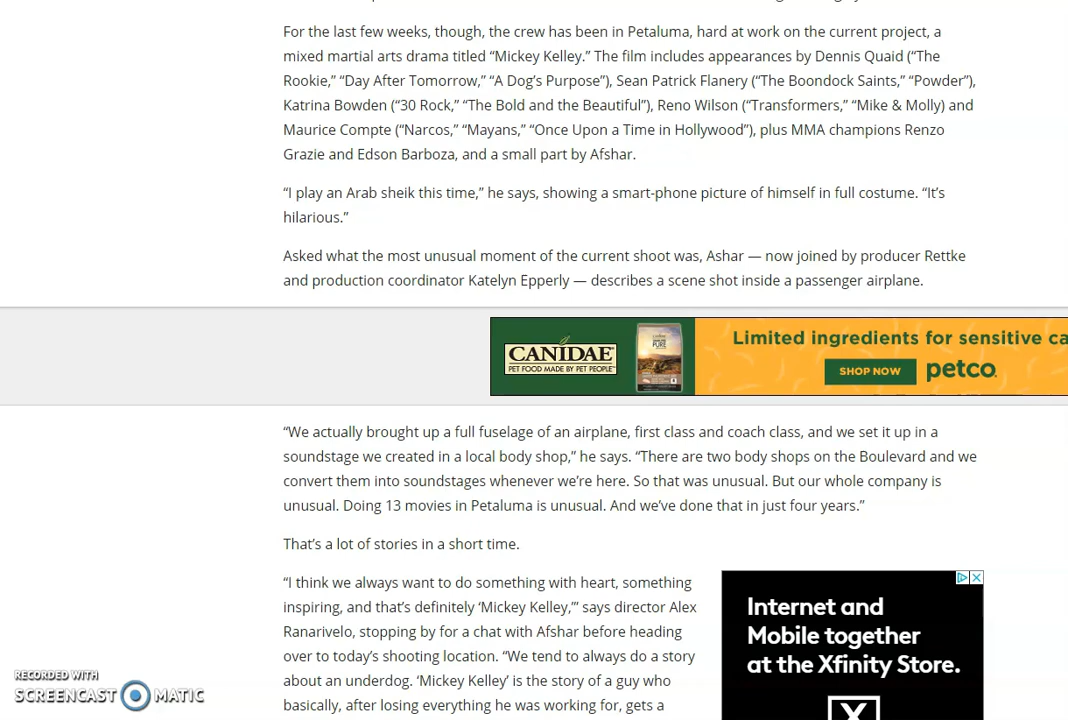 For the last few weeks, though, the crew has been in Petaluma, hard at work on the current project, a
mixed martial arts drama titled “Mickey Kelley.” The film includes appearances by Dennis Quaid (“The
Rookie,” “Day After Tomorrow,” “A Dog’s Purpose”), Sean Patrick Flanery (“The Boondock Saints,” “Powder”),
Katrina Bowden (“30 Rock,” “The Bold and the Beautiful”), Reno Wilson (“Transformers,” “Mike & Molly) and
Maurice Compte (“Narcos,” “Mayans,” “Once Upon a Time in Hollywood”), plus MMA champions Renzo
Grazie and Edson Barboza, and a small part by Afshar.
“I play an Arab sheik this time,” he says, showing a smart-phone picture of himself in full costume. “It’s
hilarious.”
Asked what the most unusual moment of the current shoot was, Ashar — now joined by producer Rettke
and production coordinator Katelyn Epperly — describes a scene shot inside a passenger airplane.
CANIDAE
PET FOOD MADE BY PET PEOPLE
PURE
Limited ingredients for sensitive ca
SHOP NOW
petco
“We actually brought up a full fuselage of an airplane, first class and coach class, and we set it up in a
soundstage we created in a local body shop,” he says. “There are two body shops on the Boulevard and we
convert them into soundstages whenever we’re here. So that was unusual. But our whole company is
unusual. Doing 13 movies in Petaluma is unusual. And we’ve done that in just four years.”
That’s a lot of stories in a short time.
“I think we always want to do something with heart, something
inspiring, and that’s definitely ‘Mickey Kelley,’” says director Alex
Ranarivelo, stopping by for a chat with Afshar before heading
over to today’s shooting location. “We tend to always do a story
about an underdog. ‘Mickey Kelley’ is the story of a guy who
basically, after losing everything he was working for, gets a
Internet and
Mobile together
at the Xfinity Store.
X
RECORDED WITH
SCREENCAST MATIC